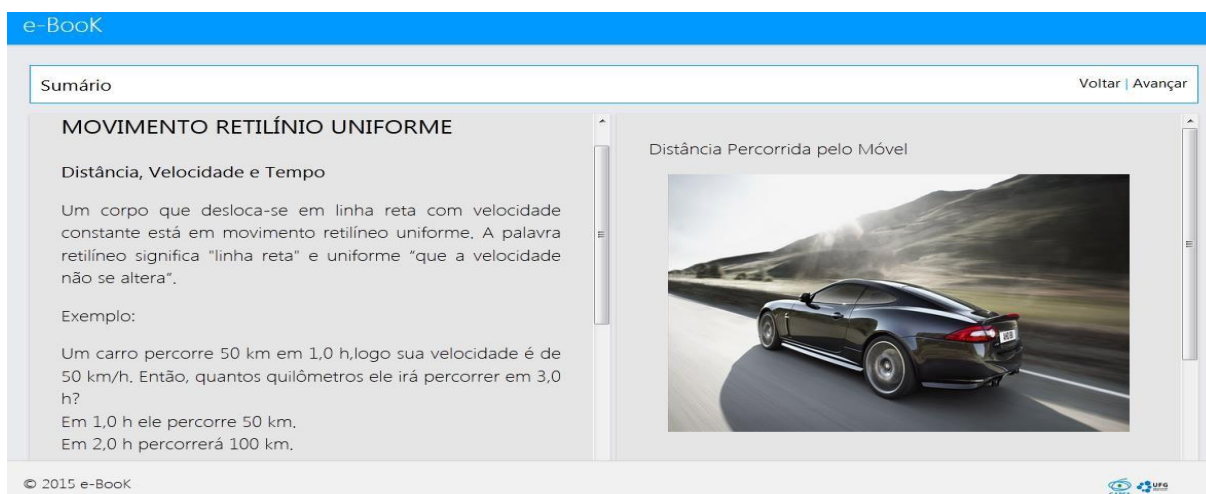 e-BooK
Sumário
Voltar | Avançar
MOVIMENTO RETILÍNIO UNIFORME
Distância, Velocidade e Tempo
Um corpo que desloca-se em linha reta com velocidade
constante está em movimento retilíneo uniforme. A palavra
retilíneo significa "linha reta" e uniforme "que a velocidade
não se altera".
Exemplo:
Um carro percorre 50 km em 1,0 h,logo sua velocidade é de
50 km/h. Então, quantos quilômetros ele irá percorrer em 3,0
h?
Em 1,0 h ele percorre 50 km.
Em 2,0 h percorrerá 100 km.
Distância Percorrida pelo Móvel
© 2015 e-BooK
UFG